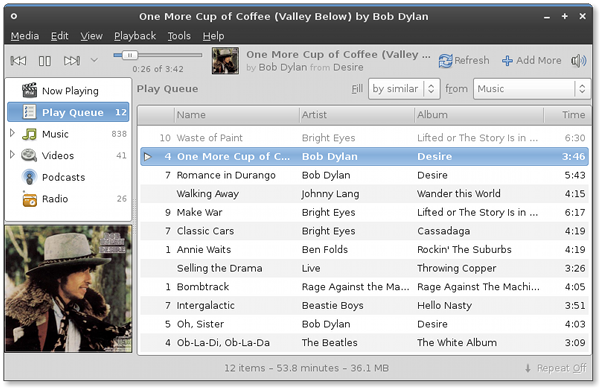 One More Cup of Coffee (Valley Below) by Bob Dylan
Media Edit View Playback Tools Help
One More Cup of Coffee (Valley ...
0:26 of 3:42 by Bob Dylan from Desire Refresh Add More
Now Playing
Play Queue 12
Music 838
Videos 41
Podcasts
Radio 26
Play Queue Fill by similar from Music
Name Artist Album Time
10 Waste of Paint Bright Eyes Lifted or The Story Is in ... 6:30
4 One More Cup of C... Bob Dylan Desire 3:46
7 Romance in Durango Bob Dylan Desire 5:43
Walking Away Johnny Lang Wander this World 4:15
9 Make War Bright Eyes Lifted or The Story Is in ... 6:17
7 Classic Cars Bright Eyes Cassadaga 4:19
1 Annie Waits Ben Folds Rockin' The Suburbs 4:19
Selling the Drama Live Throwing Copper 3:26
1 Bombtrack Rage Against the Ma... Rage Against The Machi... 4:05
7 Intergalactic Beastie Boys Hello Nasty 3:51
5 Oh, Sister Bob Dylan Desire 4:03
4 Ob-La-Di, Ob-La-Da The Beatles The White Album 3:09
12 items – 53.8 minutes – 36.1 MB Repeat Off